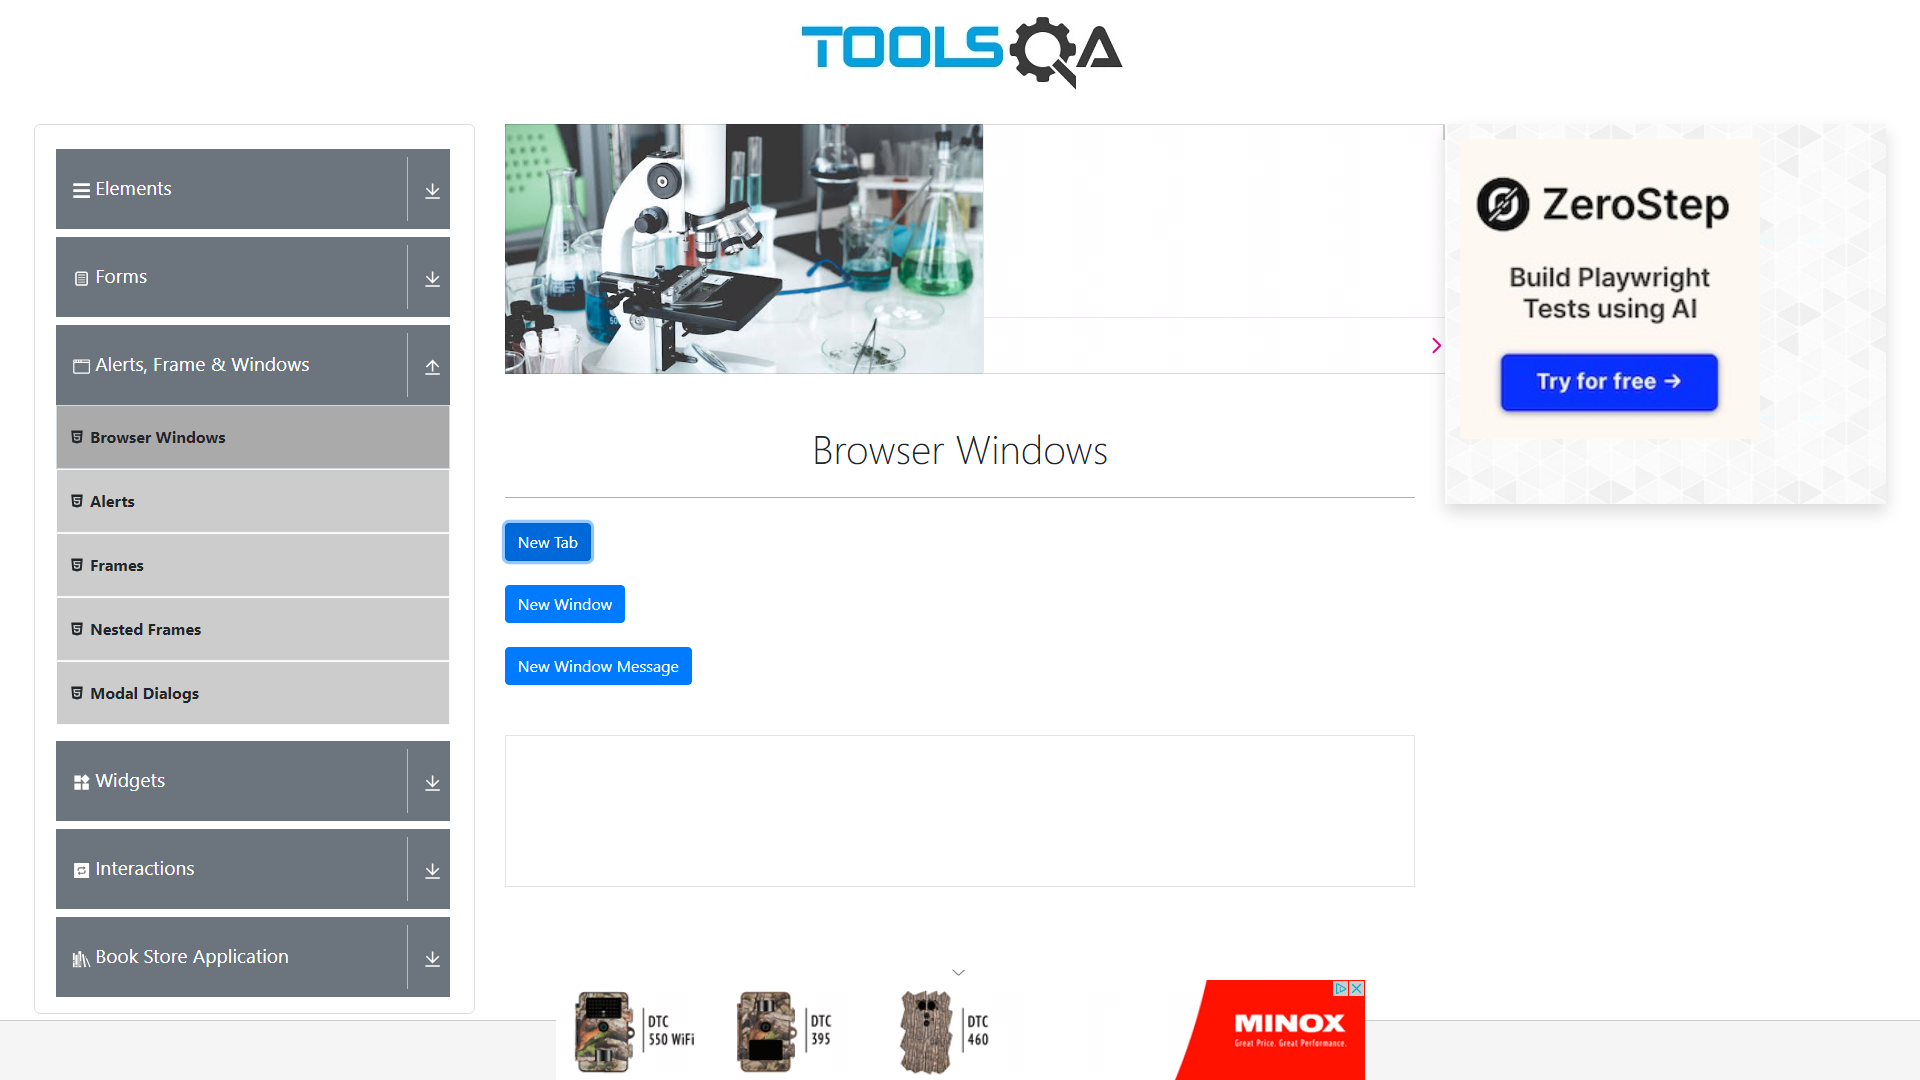 TOOLSQA
Elements
Forms
Alerts, Frame & Windows
Browser Windows
Alerts
Frames
Nested Frames
Modal Dialogs
Widgets
Interactions
Book Store Application
Browser Windows
New Tab
New Window
New Window Message
ZeroStep
Build Playwright
Tests using AI
Try for free →
DTC
550 WiFi
DTC
395
DTC
460
MINOX
Great Price. Great Performance.